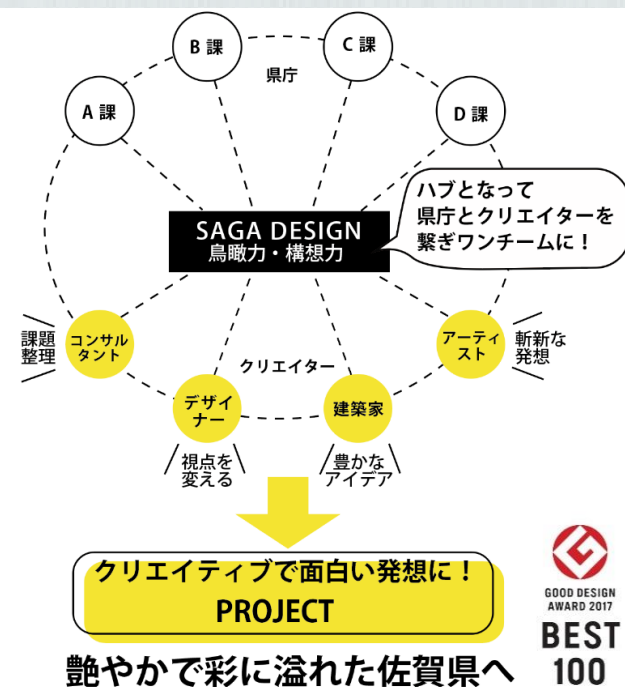 B 課
C 課
県庁
A 課
D 課
ハブとなって
県庁とクリエイターを
繋ぎワンチームに！
SAGA DESIGN
鳥瞰力・構想力
課題
整理
コンサル
タント
アーティ
スト
斬新な
発想
クリエイター
デザイ
ナー
建築家
視点を
変える
豊かな
アイデア
クリエイティブで面白い発想に！
PROJECT
GOOD DESIGN
AWARD 2017
BEST
100
艶やかで彩に溢れた佐賀県へ